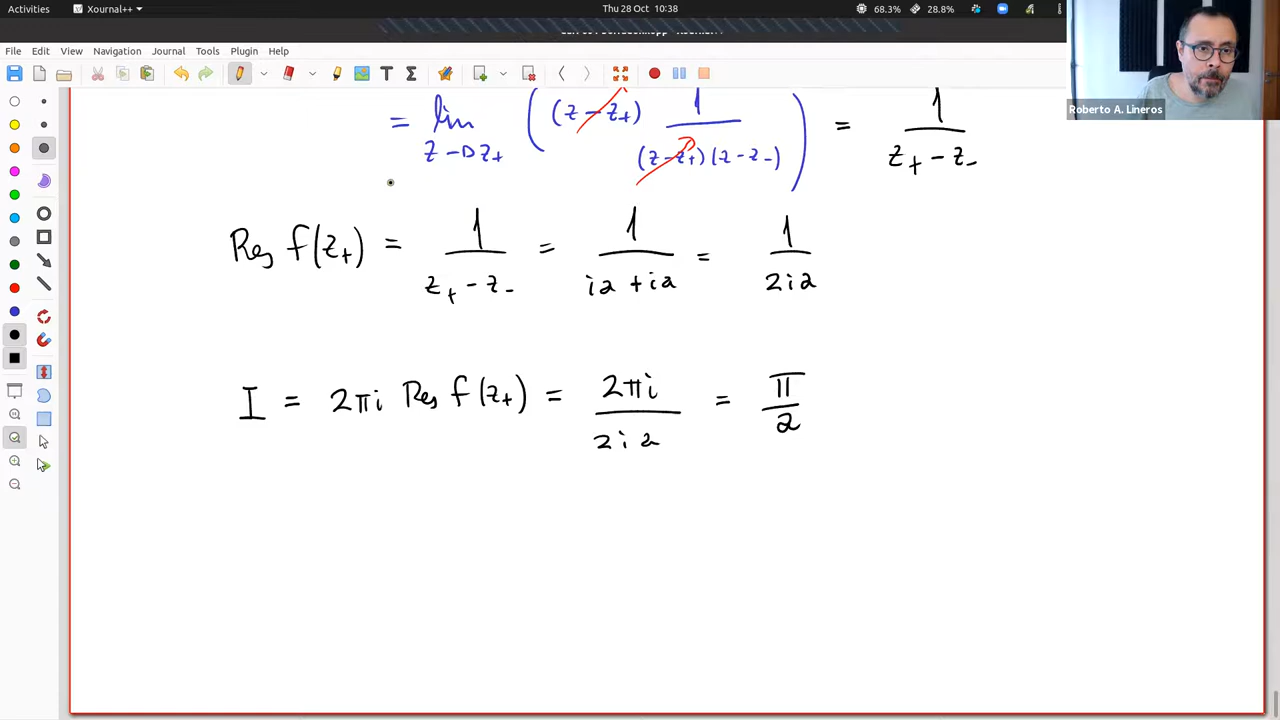 Activities Xournal++ Thu 28 Oct 10:38 68.3% 28.8%
File Edit View Navigation Journal Tools Plugin Help
Roberto A. Lineros
= lim z→z₊ ( (z - z₊) 1/((z-z₊)(z-z₋)) ) = 1/(z₊ - z₋)
Res f(z₊) = 1/(z₊ - z₋) = 1/(ia + ia) = 1/(2ia)
I = 2πi Res f(z₊) = 2πi/(2ia) = π/a